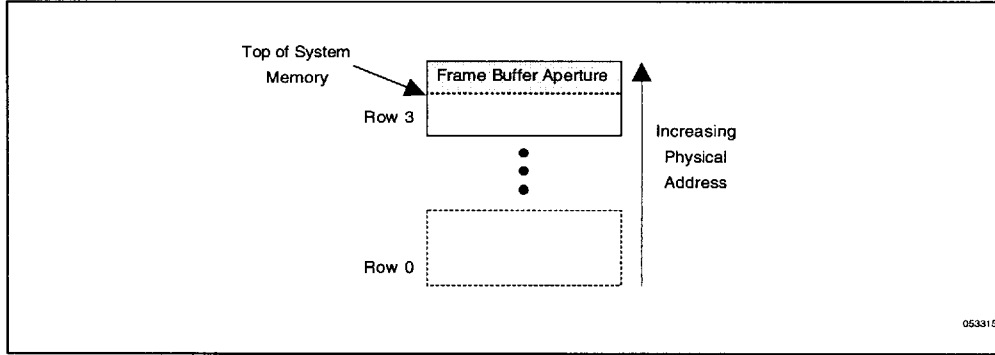 Top of System
Memory
Frame Buffer Aperture
Row 3
Increasing
Physical
Address
Row 0
053315